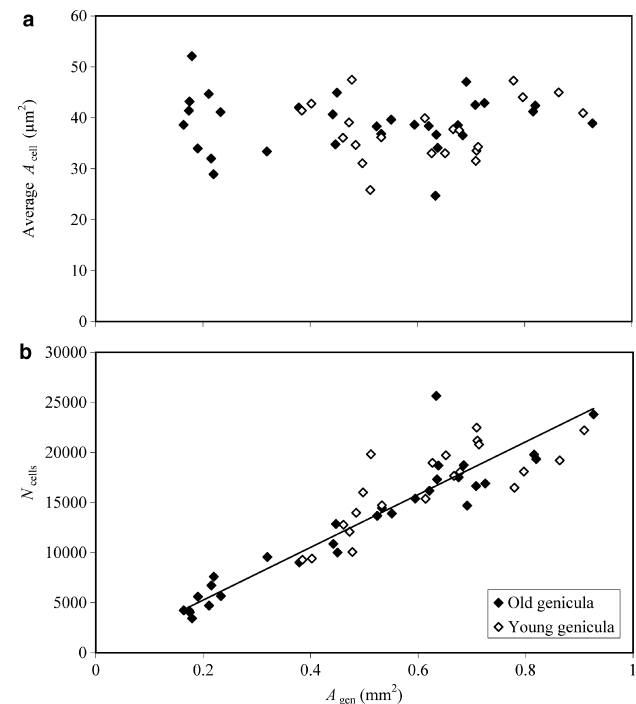 a
60
50
40
30
20
10
0
Average A cell (μm²)
b
30000
25000
20000
15000
10000
5000
0
N cells
Old genicula
Young genicula
0 0.2 0.4 0.6 0.8 1
A gen (mm²)